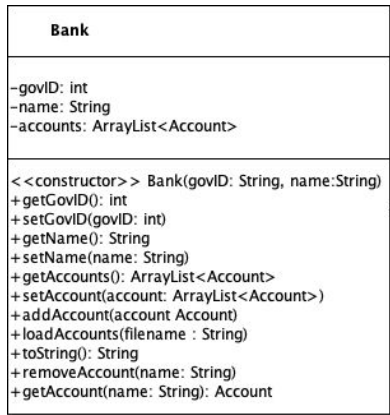 Bank
-govID: int
-name: String
-accounts: ArrayList<Account>
<<constructor>> Bank(govID: String, name:String)
+getGovID(): int
+setGovID(govID: int)
+getName(): String
+setName(name: String)
+getAccounts(): ArrayList<Account>
+setAccount(account: ArrayList<Account>)
+addAccount(account Account)
+loadAccounts(filename : String)
+toString(): String
+removeAccount(name: String)
+getAccount(name: String): Account